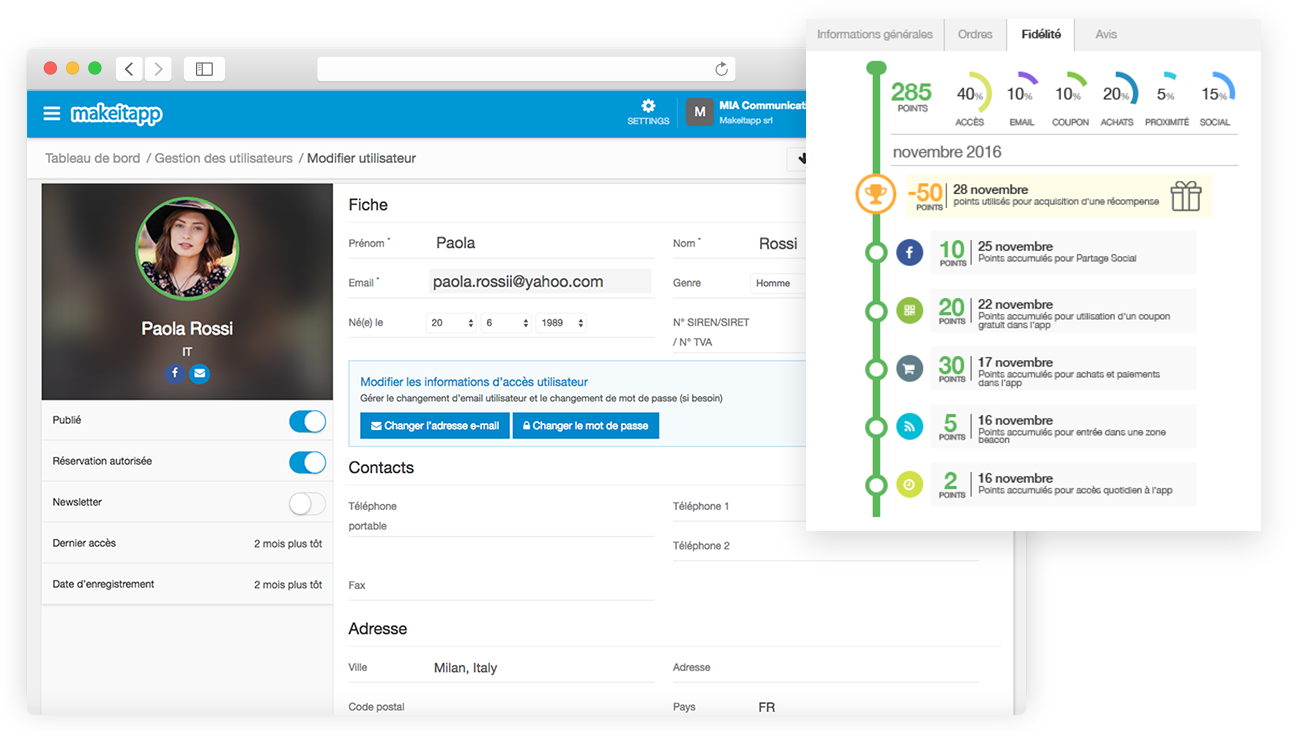 makeitapp
SETTINGS
M
MIA Communicati
Makeitapp srl
Tableau de bord / Gestion des utilisateurs / Modifier utilisateur
Paola Rossi
IT
f
Publié
Réservation autorisée
Newsletter
Dernier accès 2 mois plus tôt
Date d'enregistrement 2 mois plus tôt
Fiche
Prénom * Paola
Nom * Rossi
Email * paola.rossii@yahoo.com
Genre Homme
Né(e) le 20 6 1989
N° SIREN/SIRET
/ N° TVA
Modifier les informations d'accès utilisateur
Gérer le changement d'email utilisateur et le changement de mot de passe (si besoin)
Changer l'adresse e-mail
Changer le mot de passe
Contacts
Téléphone
portable
Téléphone 1
Téléphone 2
Fax
Adresse
Ville Milan, Italy
Adresse
Code postal
Pays FR
Informations générales Ordres Fidélité Avis
285
POINTS
40%
ACCÈS
10%
EMAIL
10%
COUPON
20%
ACHATS
5%
PROXIMITÉ
15%
SOCIAL
novembre 2016
-50
POINTS
28 novembre
points utilisés pour acquisition d'une récompense
f
10
POINTS
25 novembre
Points accumulés pour Partage Social
20
POINTS
22 novembre
Points accumulés pour utilisation d'un coupon
gratuit dans l'app
30
POINTS
17 novembre
Points accumulés pour achats et paiements
dans l'app
5
POINTS
16 novembre
Points accumulés pour entrée dans une zone
beacon
2
POINTS
16 novembre
Points accumulés pour accès quotidien à l'app